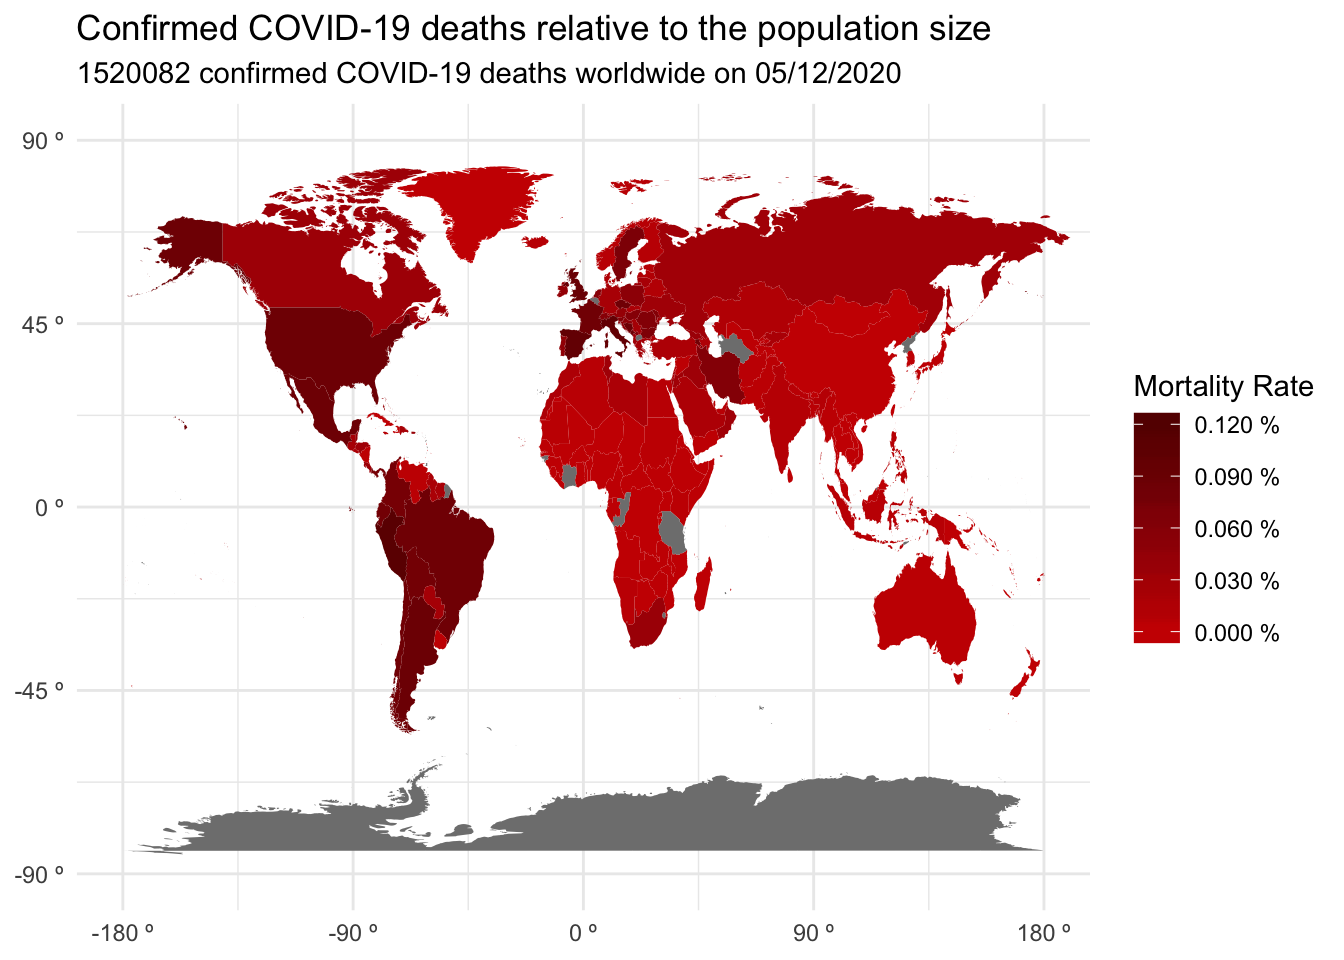 Confirmed COVID-19 deaths relative to the population size
1520082 confirmed COVID-19 deaths worldwide on 05/12/2020
90 º
45 º
0 º
-45 º
-90 º
-180 º
-90 º
0 º
90 º
180 º
Mortality Rate
0.120 %
0.090 %
0.060 %
0.030 %
0.000 %